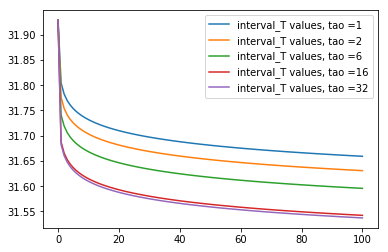 31.90
31.85
31.80
31.75
31.70
31.65
31.60
31.55
0 20 40 60 80 100
interval_T values, tao =1
interval_T values, tao =2
interval_T values, tao =6
interval_T values, tao =16
interval_T values, tao =32